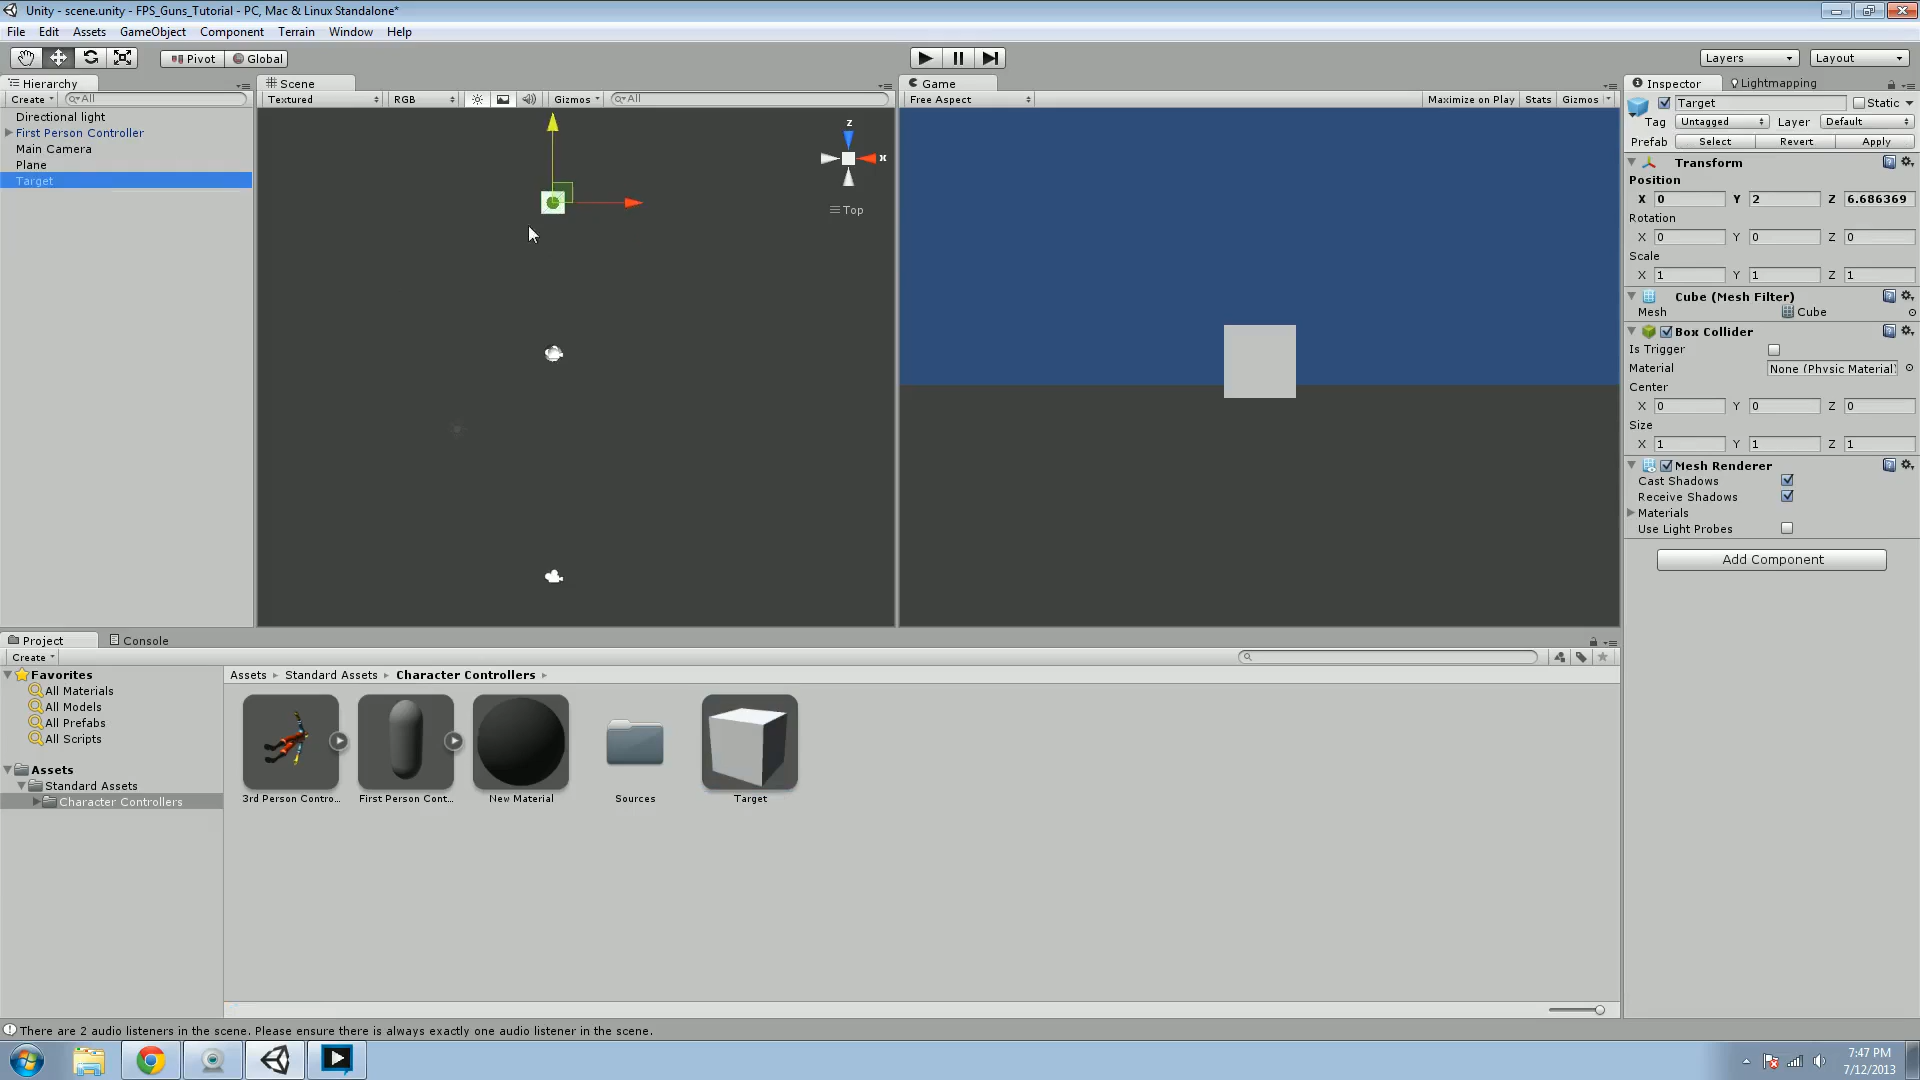 Unity - scene.unity - FPS_Guns_Tutorial - PC, Mac & Linux Standalone*
File Edit Assets GameObject Component Terrain Window Help
Pivot Global
Layers Layout
Hierarchy
Create All
Directional light
First Person Controller
Main Camera
Plane
Target
Scene
Textured RGB Gizmos All
z
x
Top
Game
Free Aspect Maximize on Play Stats Gizmos
Inspector Lightmapping
Target Static
Tag Untagged Layer Default
Prefab Select Revert Apply
Transform
Position
X 0 Y 2 Z 6.686369
Rotation
X 0 Y 0 Z 0
Scale
X 1 Y 1 Z 1
Cube (Mesh Filter)
Mesh Cube
Box Collider
Is Trigger
Material None (Physic Material)
Center
X 0 Y 0 Z 0
Size
X 1 Y 1 Z 1
Mesh Renderer
Cast Shadows
Receive Shadows
Materials
Use Light Probes
Add Component
Project Console
Create
Favorites
All Materials
All Models
All Prefabs
All Scripts
Assets
Standard Assets
Character Controllers
Assets Standard Assets Character Controllers
3rd Person Contro... First Person Cont... New Material Sources Target
There are 2 audio listeners in the scene. Please ensure there is always exactly one audio listener in the scene.
7:47 PM
7/12/2013